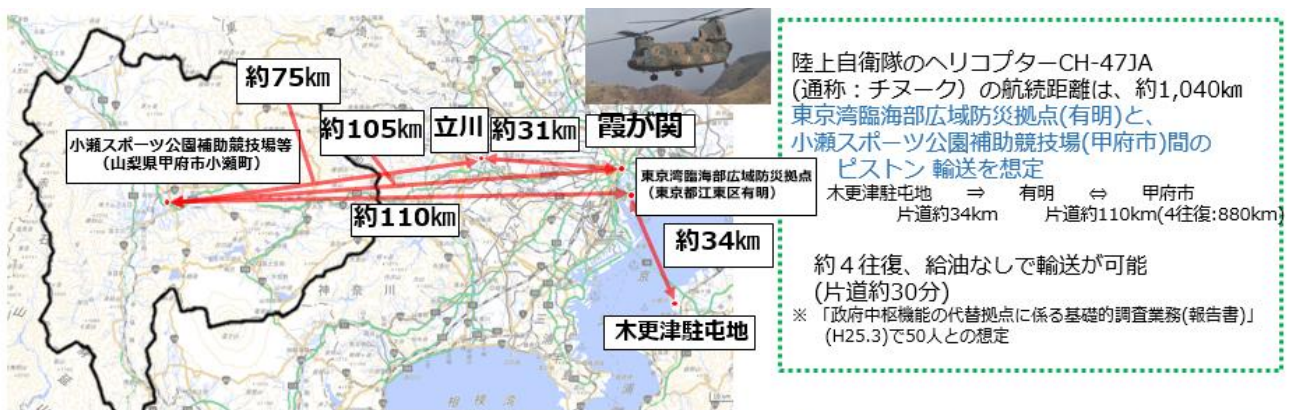 約75㎞
約105㎞
立川
約31㎞
霞が関
小瀬スポーツ公園補助競技場等
（山梨県甲府市小瀬町）
東京湾臨海部広域防災拠点
（東京都江東区有明）
約110㎞
約34㎞
木更津駐屯地
神奈川
相模湾
陸上自衛隊のヘリコプターCH-47JA
(通称：チヌーク）の航続距離は、約1,040㎞
東京湾臨海部広域防災拠点(有明)と、
小瀬スポーツ公園補助競技場(甲府市)間の
ピストン 輸送を想定
木更津駐屯地　⇒　有明　⇔　甲府市
片道約34km　片道約110km(4往復:880km)
約４往復、給油なしで輸送が可能
(片道約30分)
※ 「政府中枢機能の代替拠点に係る基礎的調査業務(報告書)」
(H25.3)で50人との想定